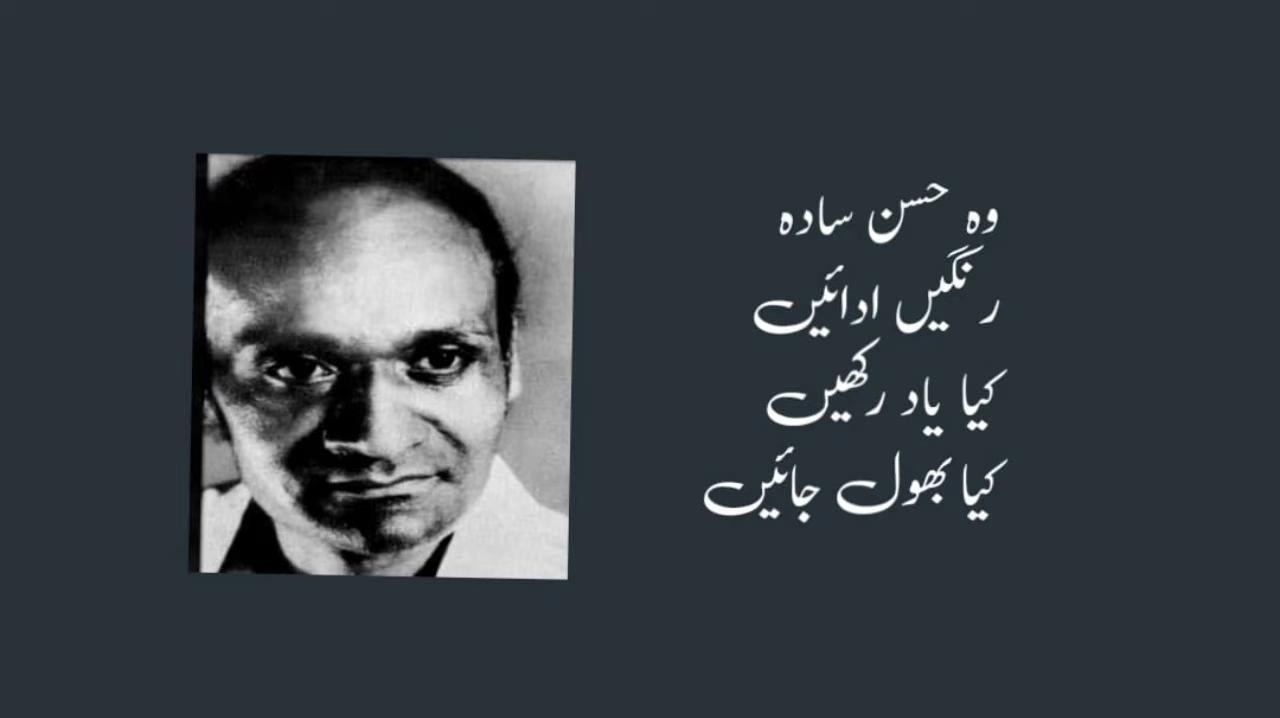 وہ حسن سادہ
رنگیں ادائیں
کیا یاد رکھیں
کیا بھول جائیں